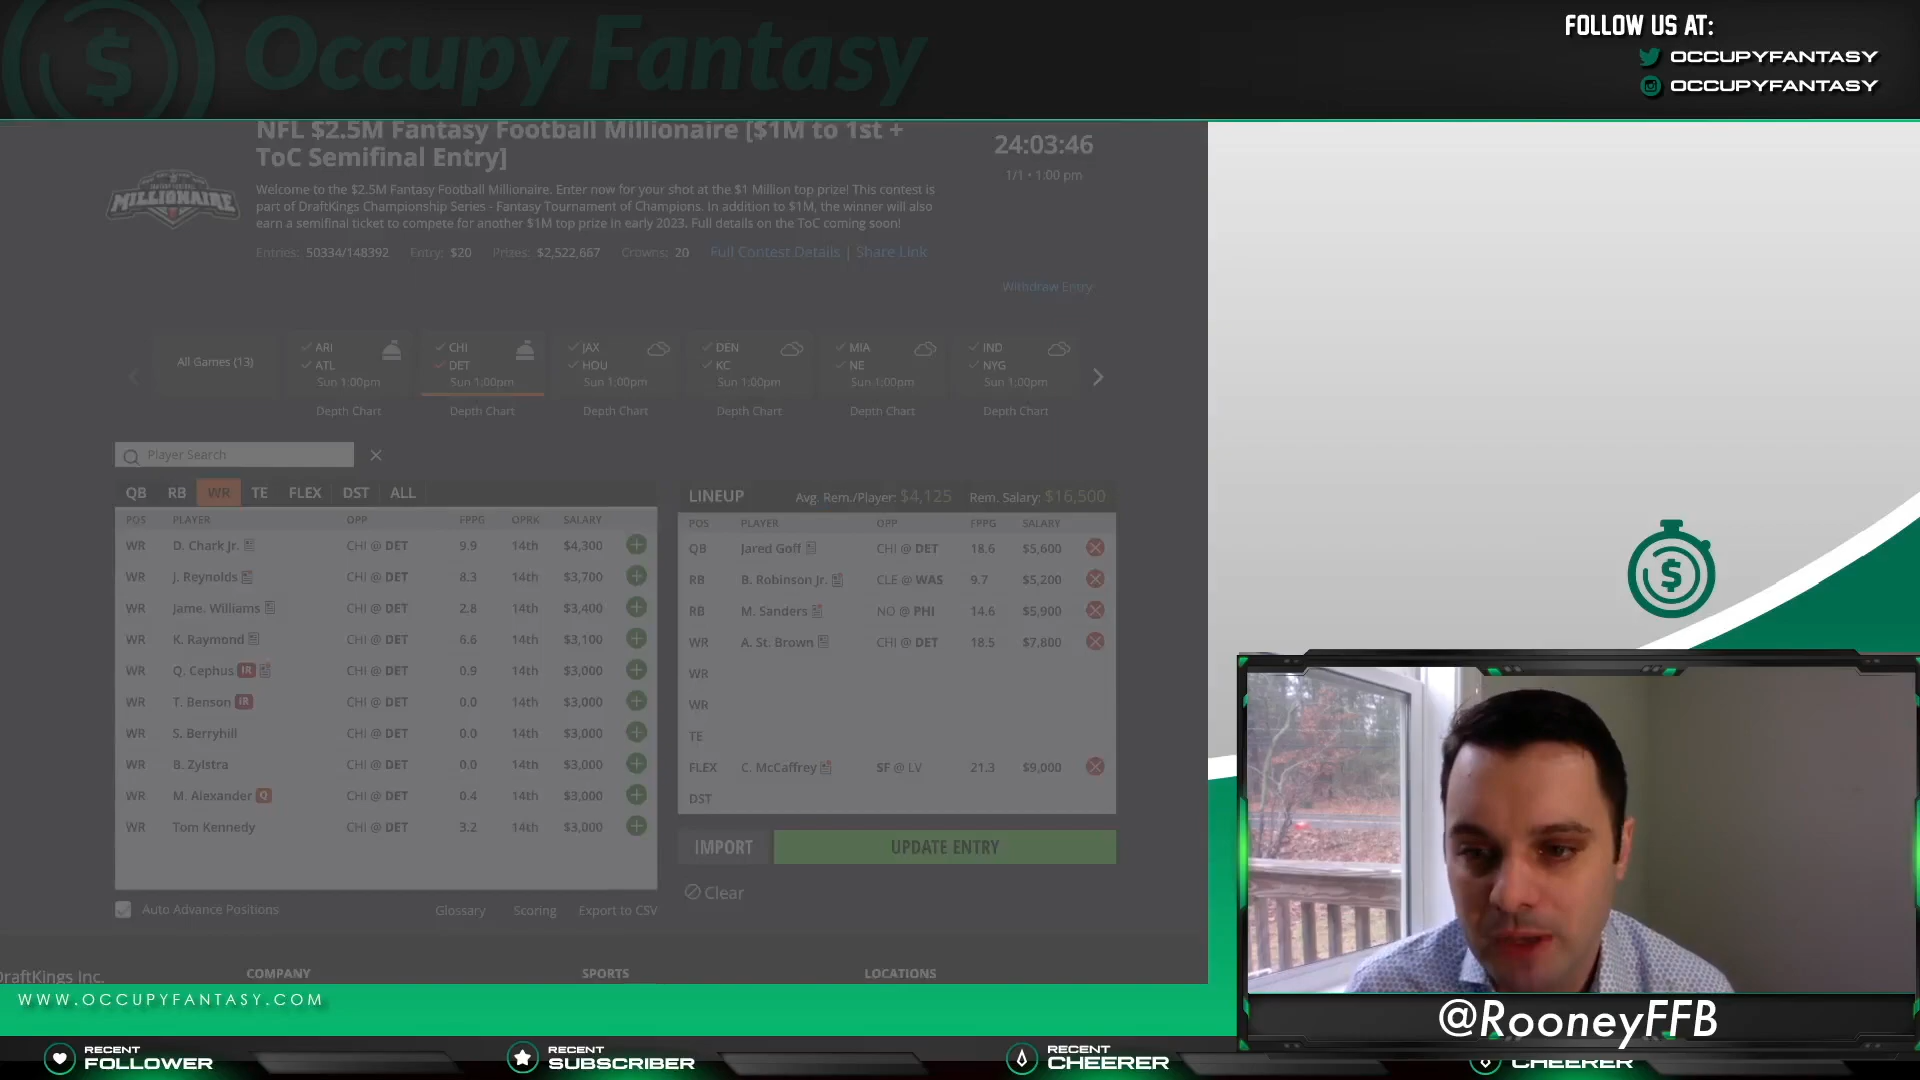 Occupy Fantasy
FOLLOW US AT:
OCCUPYFANTASY
OCCUPYFANTASY
NFL $2.5M Fantasy Football Millionaire [$1M to 1st +
ToC Semifinal Entry]
24:03:46
1/1 • 1:00 pm
MILLIONAIRE
Welcome to the $2.5M Fantasy Football Millionaire. Enter now for your shot at the $1 Million top prize! This contest is
part of DraftKings Championship Series - Fantasy Tournament of Champions. In addition to $1M, the winner will also
earn a semifinal ticket to compete for another $1M top prize in early 2023. Full details on the ToC coming soon!
Entries: 50334/148392 Entry: $20 Prizes: $2,522,667 Crowns: 20 Full Contest Details | Share Link
Withdraw Entry
All Games (13)
ARI
ATL
Sun 1:00pm
Depth Chart
CHI
DET
Sun 1:00pm
Depth Chart
JAX
HOU
Sun 1:00pm
Depth Chart
DEN
KC
Sun 1:00pm
Depth Chart
MIA
NE
Sun 1:00pm
Depth Chart
IND
NYG
Sun 1:00pm
Depth Chart
Player Search
QB RB WR TE FLEX DST ALL
POS PLAYER OPP FPPG OPRK SALARY
WR D. Chark Jr. CHI @ DET 9.9 14th $4,300
WR J. Reynolds CHI @ DET 8.3 14th $3,700
WR Jame. Williams CHI @ DET 2.8 14th $3,400
WR K. Raymond CHI @ DET 6.6 14th $3,100
WR Q. Cephus IR CHI @ DET 0.9 14th $3,000
WR T. Benson IR CHI @ DET 0.0 14th $3,000
WR S. Berryhill CHI @ DET 0.0 14th $3,000
WR B. Zylstra CHI @ DET 0.0 14th $3,000
WR M. Alexander Q CHI @ DET 0.4 14th $3,000
WR Tom Kennedy CHI @ DET 3.2 14th $3,000
Auto Advance Positions Glossary Scoring Export to CSV
LINEUP Avg. Rem./Player: $4,125 Rem. Salary: $16,500
POS PLAYER OPP FPPG SALARY
QB Jared Goff CHI @ DET 18.6 $5,600
RB B. Robinson Jr. CLE @ WAS 9.7 $5,200
RB M. Sanders NO @ PHI 14.6 $5,900
WR A. St. Brown CHI @ DET 18.5 $7,800
WR
WR
TE
FLEX C. McCaffrey SF @ LV 21.3 $9,000
DST
IMPORT UPDATE ENTRY
Clear
DraftKings Inc. COMPANY SPORTS LOCATIONS
WWW.OCCUPYFANTASY.COM
@RooneyFFB
RECENT
FOLLOWER
RECENT
SUBSCRIBER
RECENT
CHEERER
CHEERER